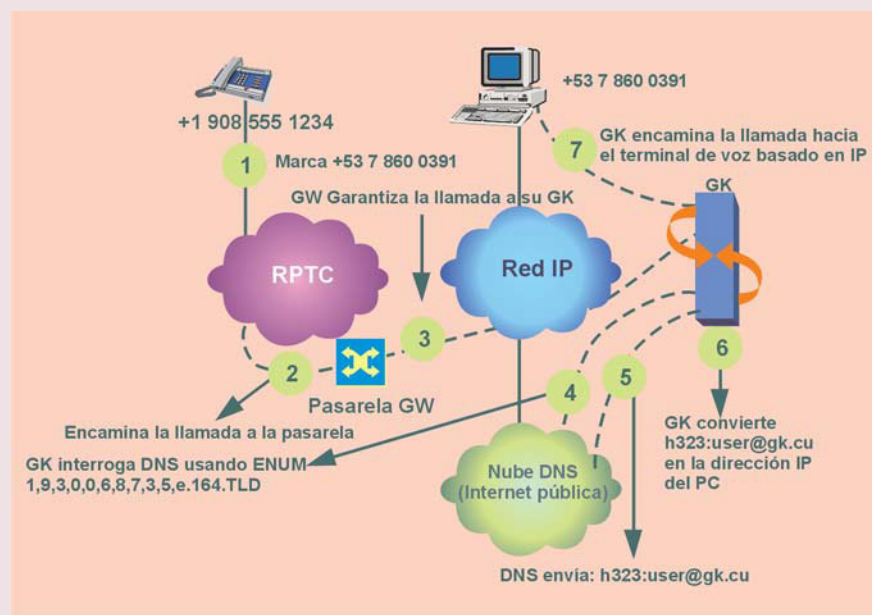 +53 7 860 0391
+1 908 555 1234
1
Marca +53 7 860 0391
7
GK encamina la llamada hacia
el terminal de voz basado en IP
GK
GW Garantiza la llamada a su GK
RPTC
Red IP
3
2
4
5
6
Pasarela GW
Encamina la llamada a la pasarela
GK interroga DNS usando ENUM
1,9,3,0,0,6,8,7,3,5,e.164.TLD
Nube DNS
(Internet pública)
GK convierte
h323:user@gk.cu
en la dirección IP
del PC
DNS envía: h323:user@gk.cu